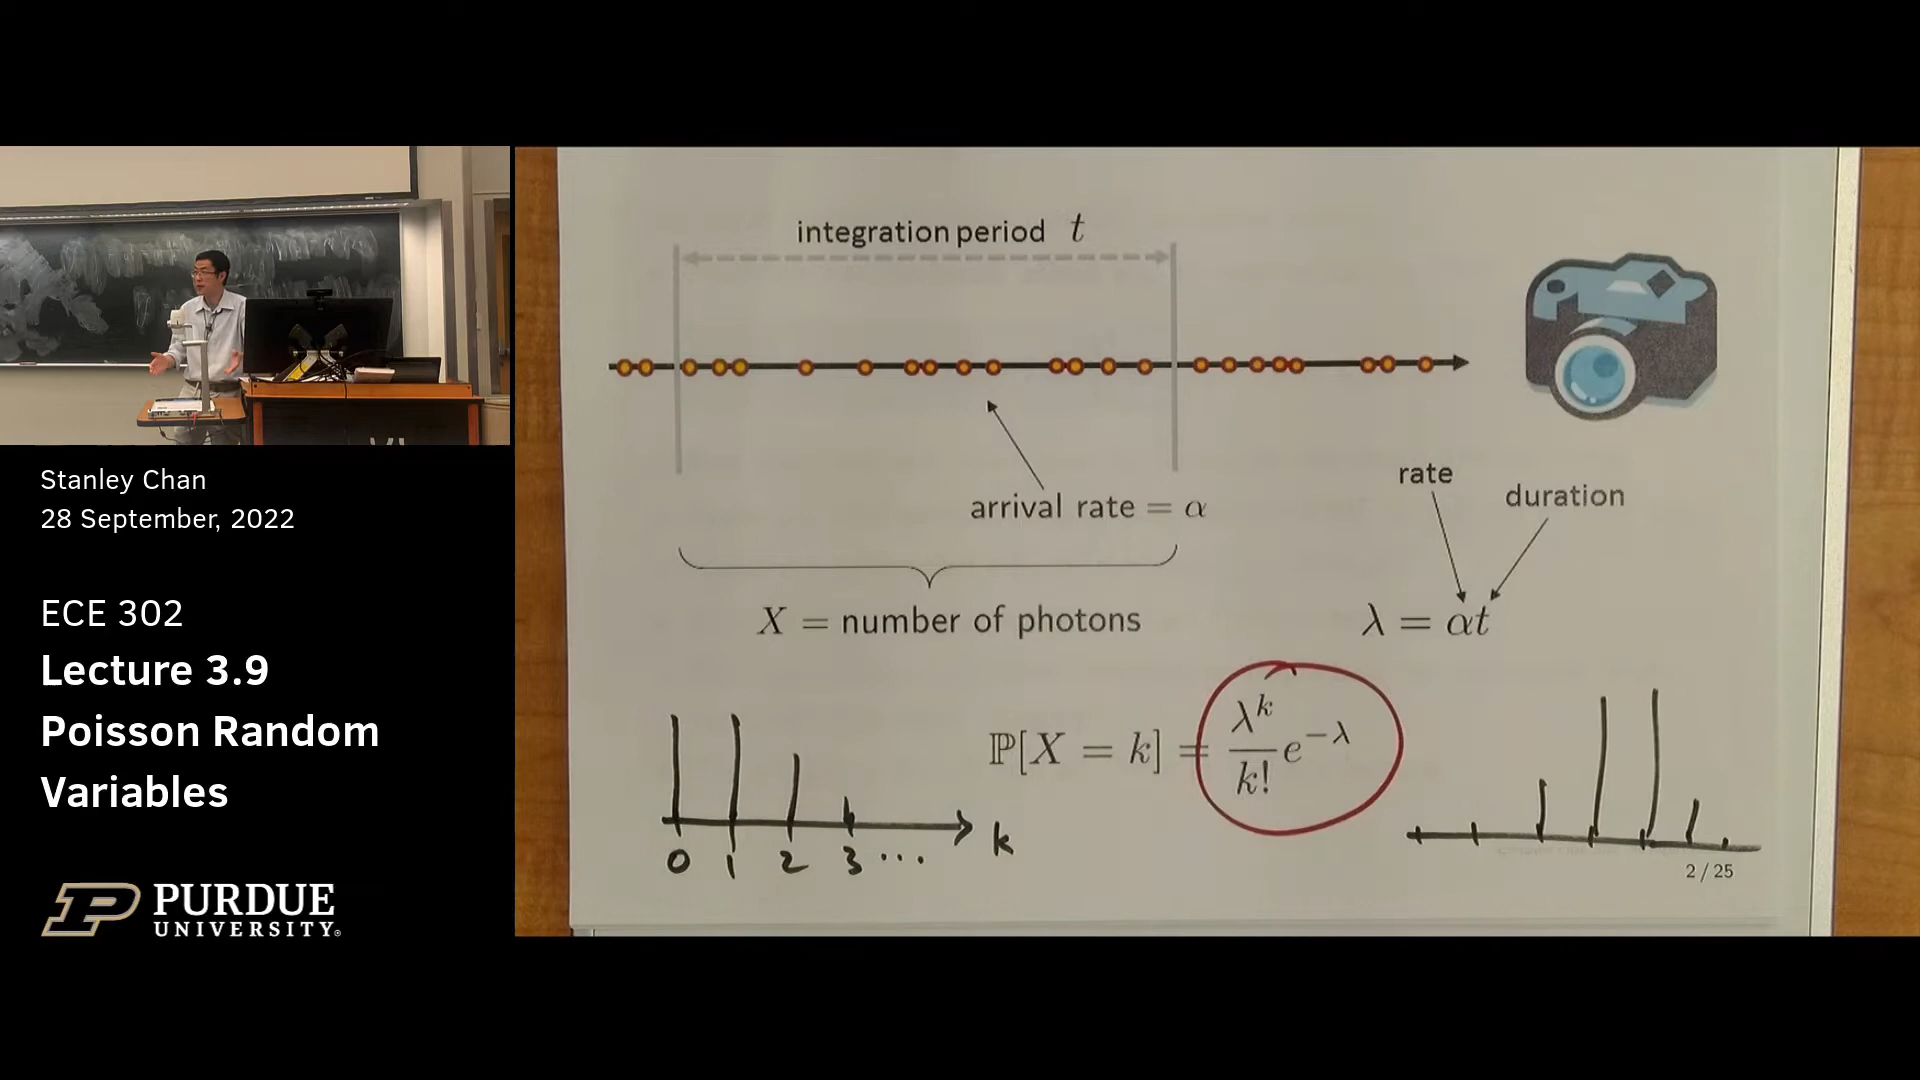 Stanley Chan
28 September, 2022
ECE 302
Lecture 3.9
Poisson Random
Variables
PURDUE
UNIVERSITY®
integration period t
arrival rate = α
rate
duration
X = number of photons
λ = αt
ℙ[X = k] = λ^k/k! e^{-λ}
0 1 2 3 ... k
2 / 25